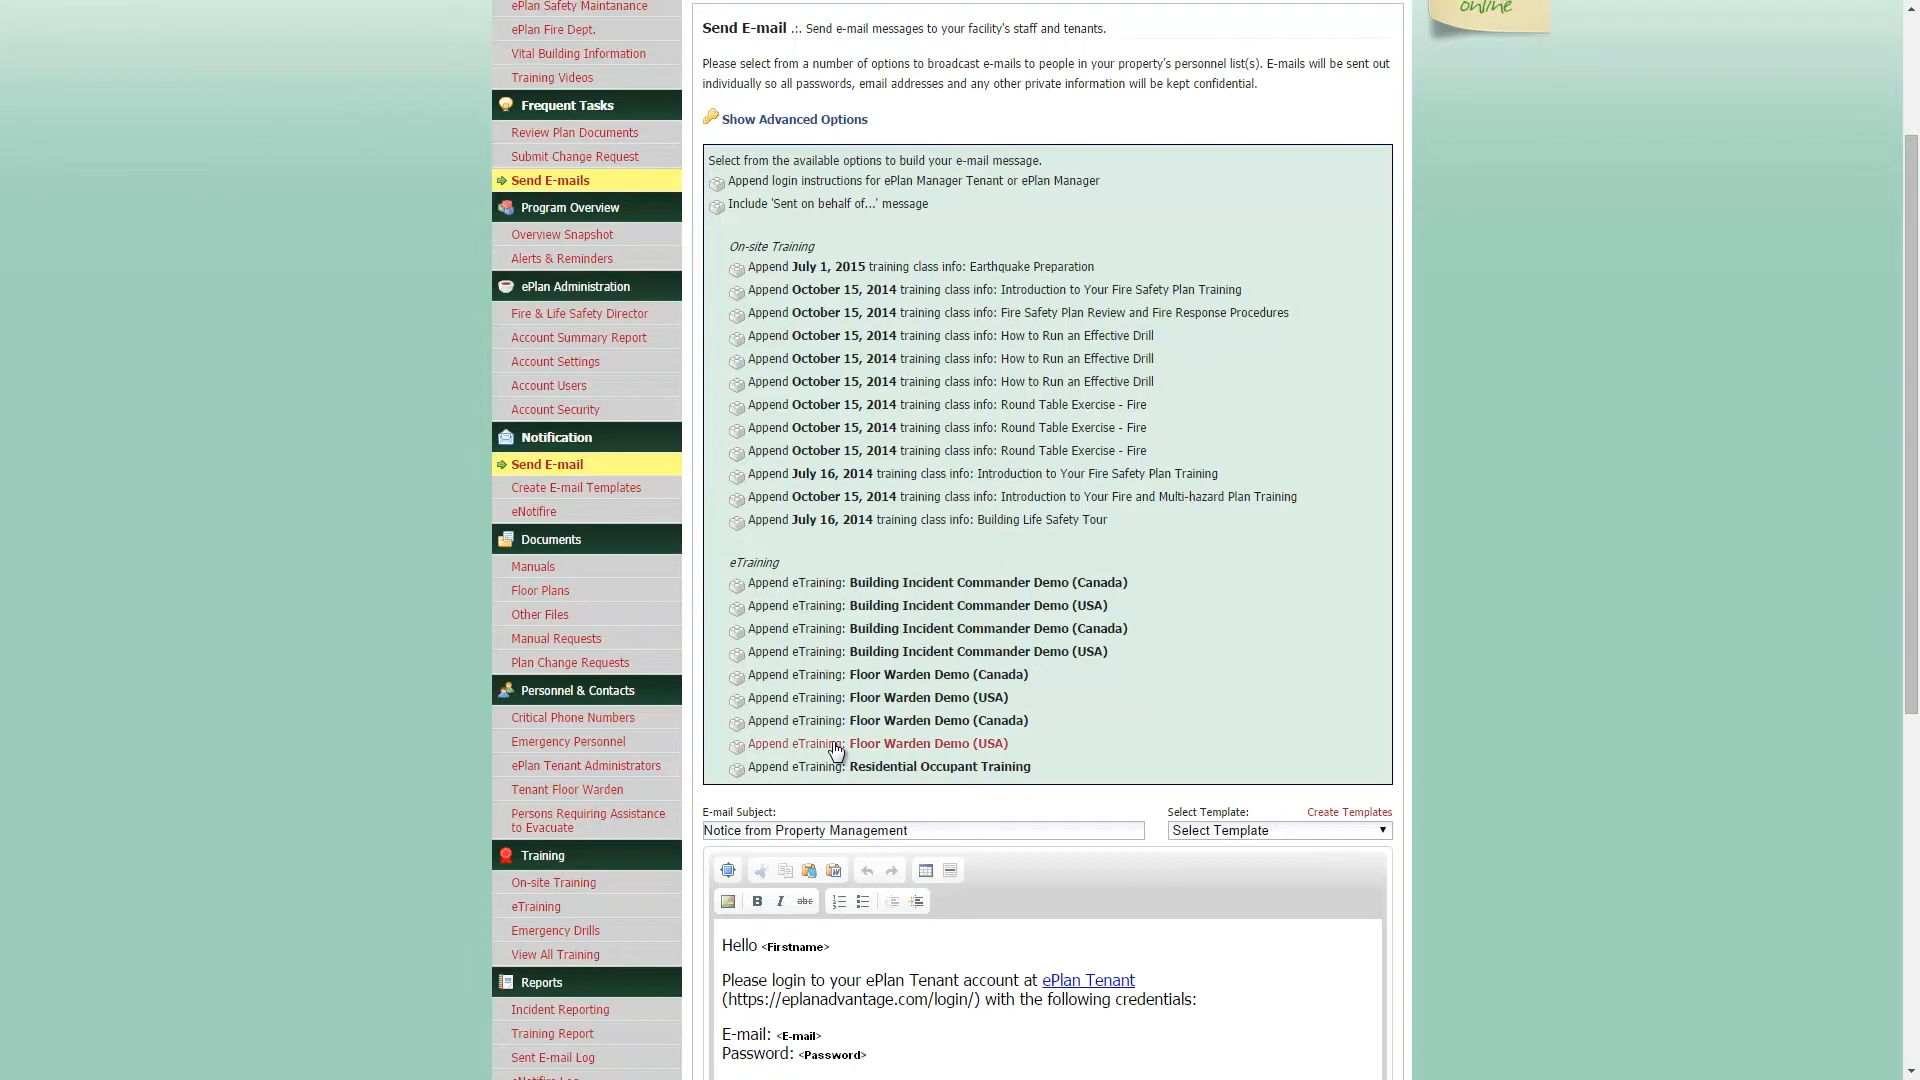 ePlan Safety Maintanance
ePlan Fire Dept.
Vital Building Information
Training Videos
Frequent Tasks
Review Plan Documents
Submit Change Request
Send E-mails
Program Overview
Overview Snapshot
Alerts & Reminders
ePlan Administration
Fire & Life Safety Director
Account Summary Report
Account Settings
Account Users
Account Security
Notification
Send E-mail
Create E-mail Templates
eNotifire
Documents
Manuals
Floor Plans
Other Files
Manual Requests
Plan Change Requests
Personnel & Contacts
Critical Phone Numbers
Emergency Personnel
ePlan Tenant Administrators
Tenant Floor Warden
Persons Requiring Assistance
to Evacuate
Training
On-site Training
eTraining
Emergency Drills
View All Training
Reports
Incident Reporting
Training Report
Sent E-mail Log
eNotifire Log
Send E-mail .:. Send e-mail messages to your facility's staff and tenants.
Please select from a number of options to broadcast e-mails to people in your property's personnel list(s). E-mails will be sent out
individually so all passwords, email addresses and any other private information will be kept confidential.
Show Advanced Options
Select from the available options to build your e-mail message.
Append login instructions for ePlan Manager Tenant or ePlan Manager
Include 'Sent on behalf of...' message
On-site Training
Append July 1, 2015 training class info: Earthquake Preparation
Append October 15, 2014 training class info: Introduction to Your Fire Safety Plan Training
Append October 15, 2014 training class info: Fire Safety Plan Review and Fire Response Procedures
Append October 15, 2014 training class info: How to Run an Effective Drill
Append October 15, 2014 training class info: How to Run an Effective Drill
Append October 15, 2014 training class info: How to Run an Effective Drill
Append October 15, 2014 training class info: Round Table Exercise - Fire
Append October 15, 2014 training class info: Round Table Exercise - Fire
Append October 15, 2014 training class info: Round Table Exercise - Fire
Append July 16, 2014 training class info: Introduction to Your Fire Safety Plan Training
Append October 15, 2014 training class info: Introduction to Your Fire and Multi-hazard Plan Training
Append July 16, 2014 training class info: Building Life Safety Tour
eTraining
Append eTraining: Building Incident Commander Demo (Canada)
Append eTraining: Building Incident Commander Demo (USA)
Append eTraining: Building Incident Commander Demo (Canada)
Append eTraining: Building Incident Commander Demo (USA)
Append eTraining: Floor Warden Demo (Canada)
Append eTraining: Floor Warden Demo (USA)
Append eTraining: Floor Warden Demo (Canada)
Append eTraining: Floor Warden Demo (USA)
Append eTraining: Residential Occupant Training
E-mail Subject:
Select Template: Create Templates
Notice from Property Management
Select Template
B I abc
Hello <Firstname>
Please login to your ePlan Tenant account at ePlan Tenant
(https://eplanadvantage.com/login/) with the following credentials:
E-mail: <E-mail>
Password: <Password>
online